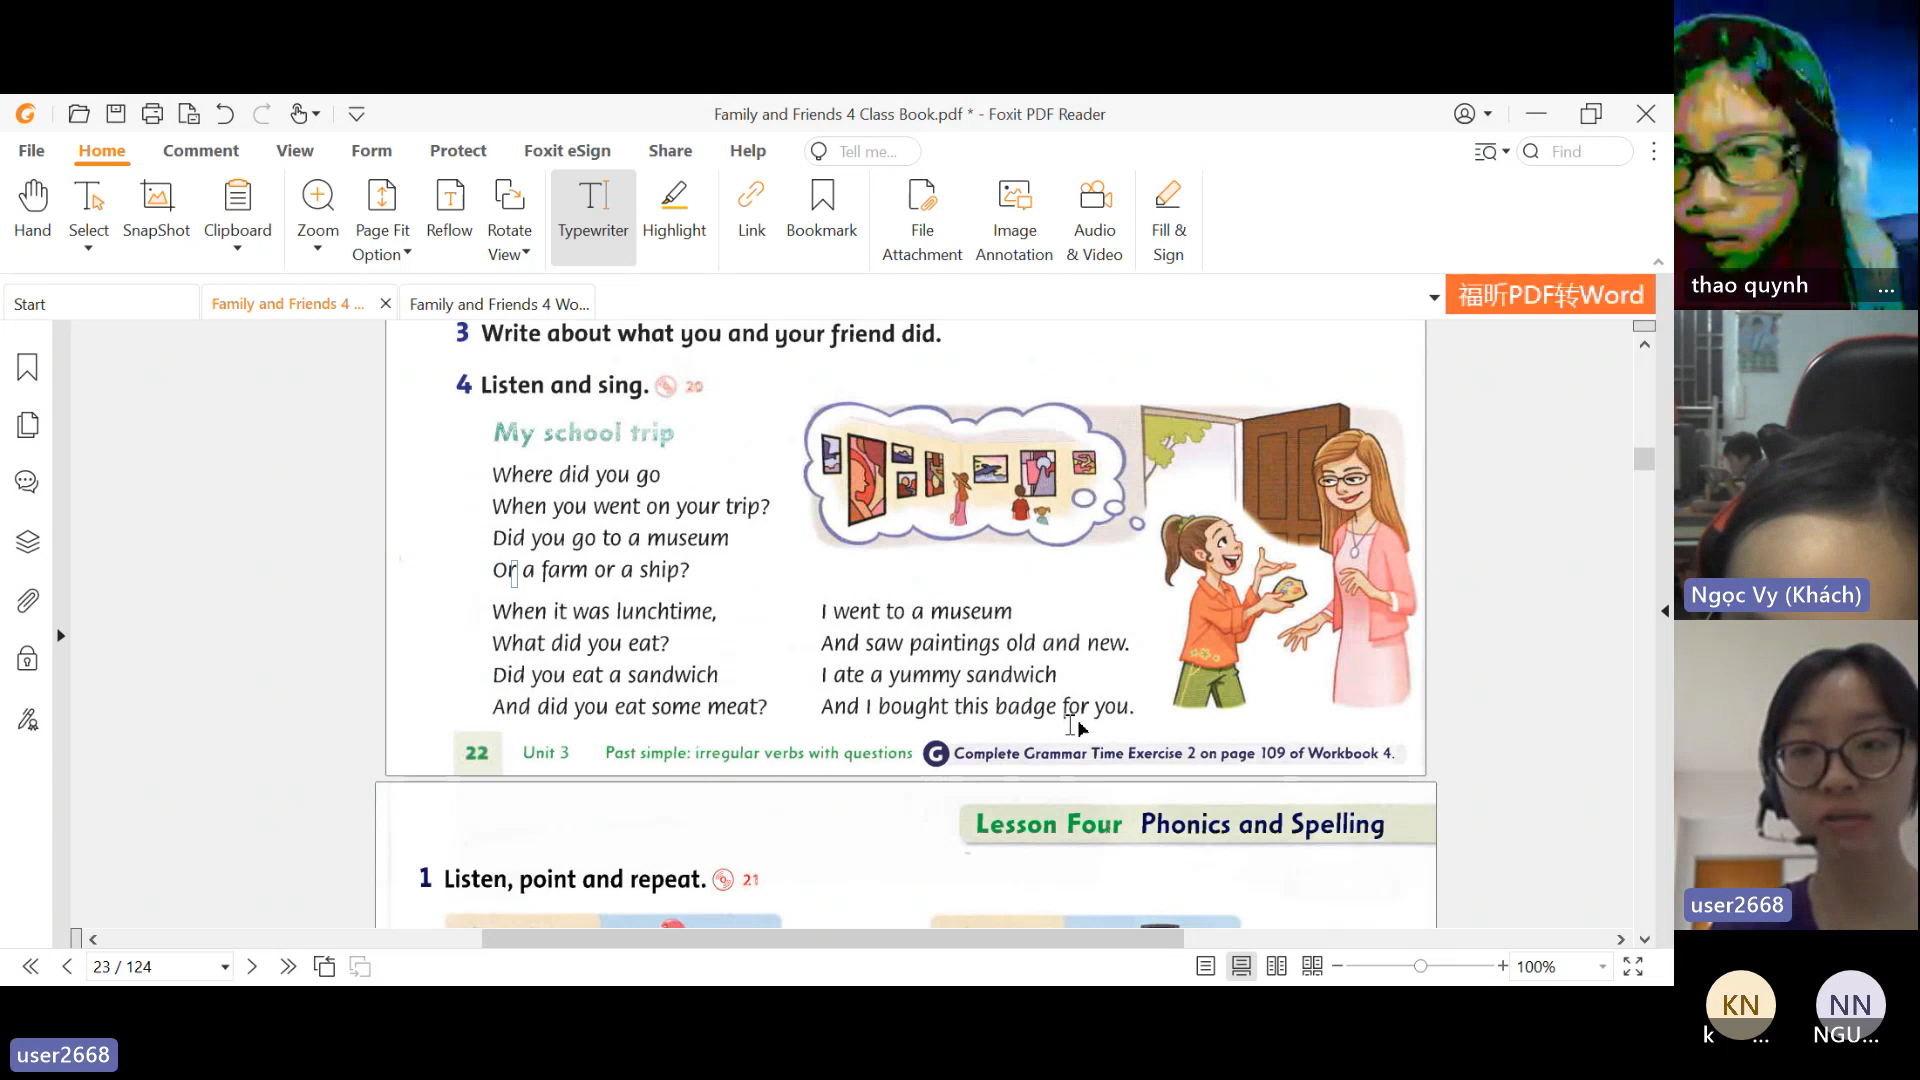 Family and Friends 4 Class Book.pdf * - Foxit PDF Reader
File Home Comment View Form Protect Foxit eSign Share Help Tell me... Find
Hand Select SnapShot Clipboard Zoom Page Fit Option Reflow Rotate View Typewriter Highlight Link Bookmark File Attachment Image Annotation Audio & Video Fill & Sign
Start Family and Friends 4 ... Family and Friends 4 Wo... 福昕PDF转Word
3 Write about what you and your friend did.
4 Listen and sing. 20
My school trip
Where did you go
When you went on your trip?
Did you go to a museum
Or a farm or a ship?
When it was lunchtime,
What did you eat?
Did you eat a sandwich
And did you eat some meat?
I went to a museum
And saw paintings old and new.
I ate a yummy sandwich
And I bought this badge for you.
22 Unit 3 Past simple: irregular verbs with questions G Complete Grammar Time Exercise 2 on page 109 of Workbook 4.
Lesson Four Phonics and Spelling
1 Listen, point and repeat. 21
23 / 124
100%
thao quynh ...
Ngọc Vy (Khách)
user2668
KN
k ...
NN
NGU...
user2668